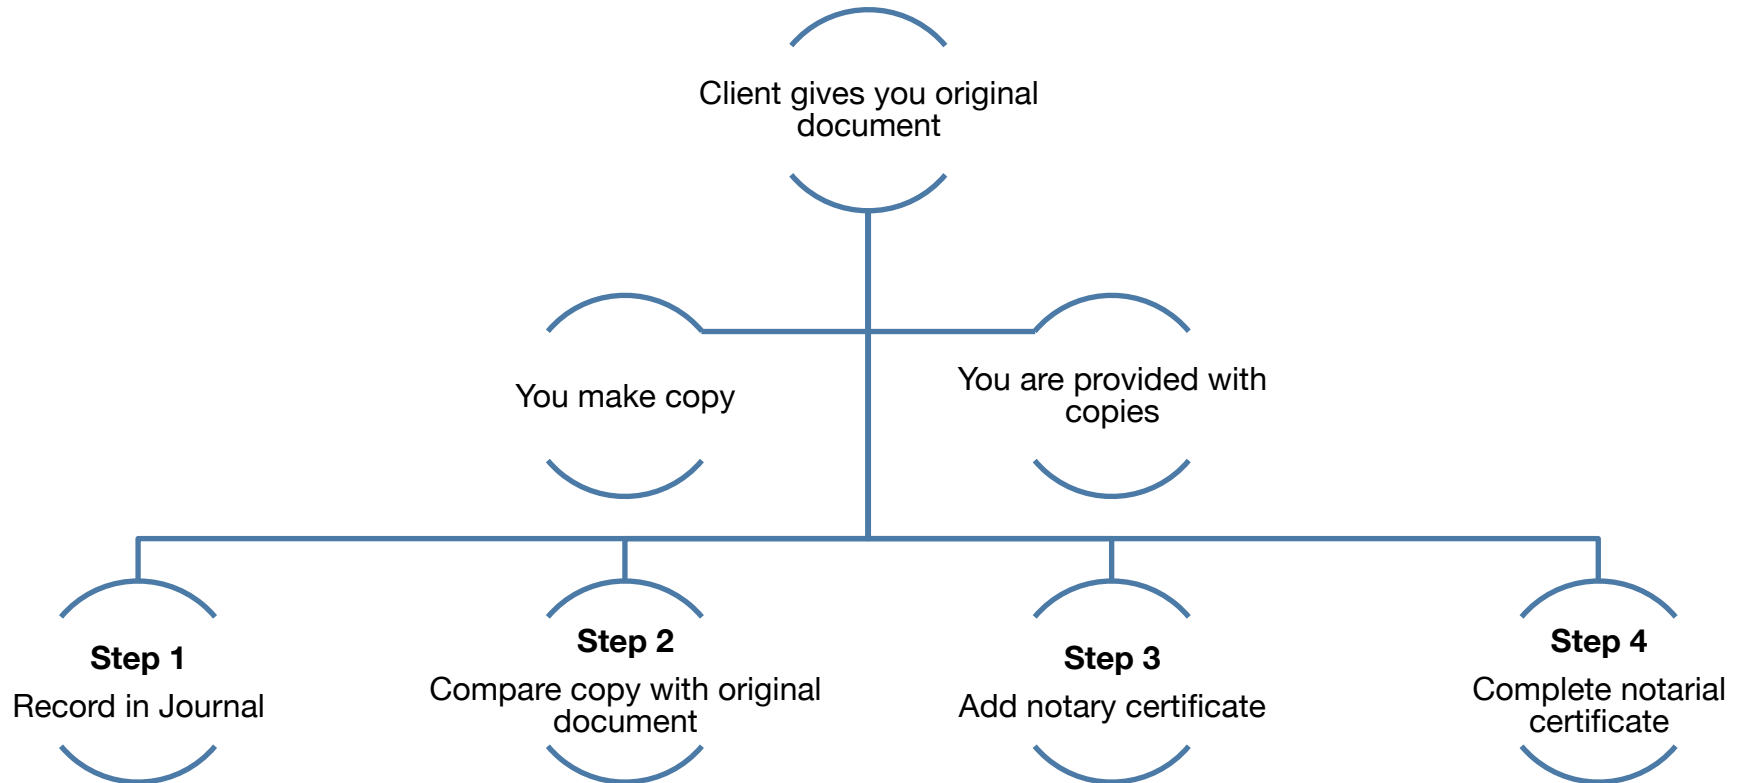 Client gives you original
document
You make copy
You are provided with
copies
Step 1
Record in Journal
Step 2
Compare copy with original
document
Step 3
Add notary certificate
Step 4
Complete notarial
certificate